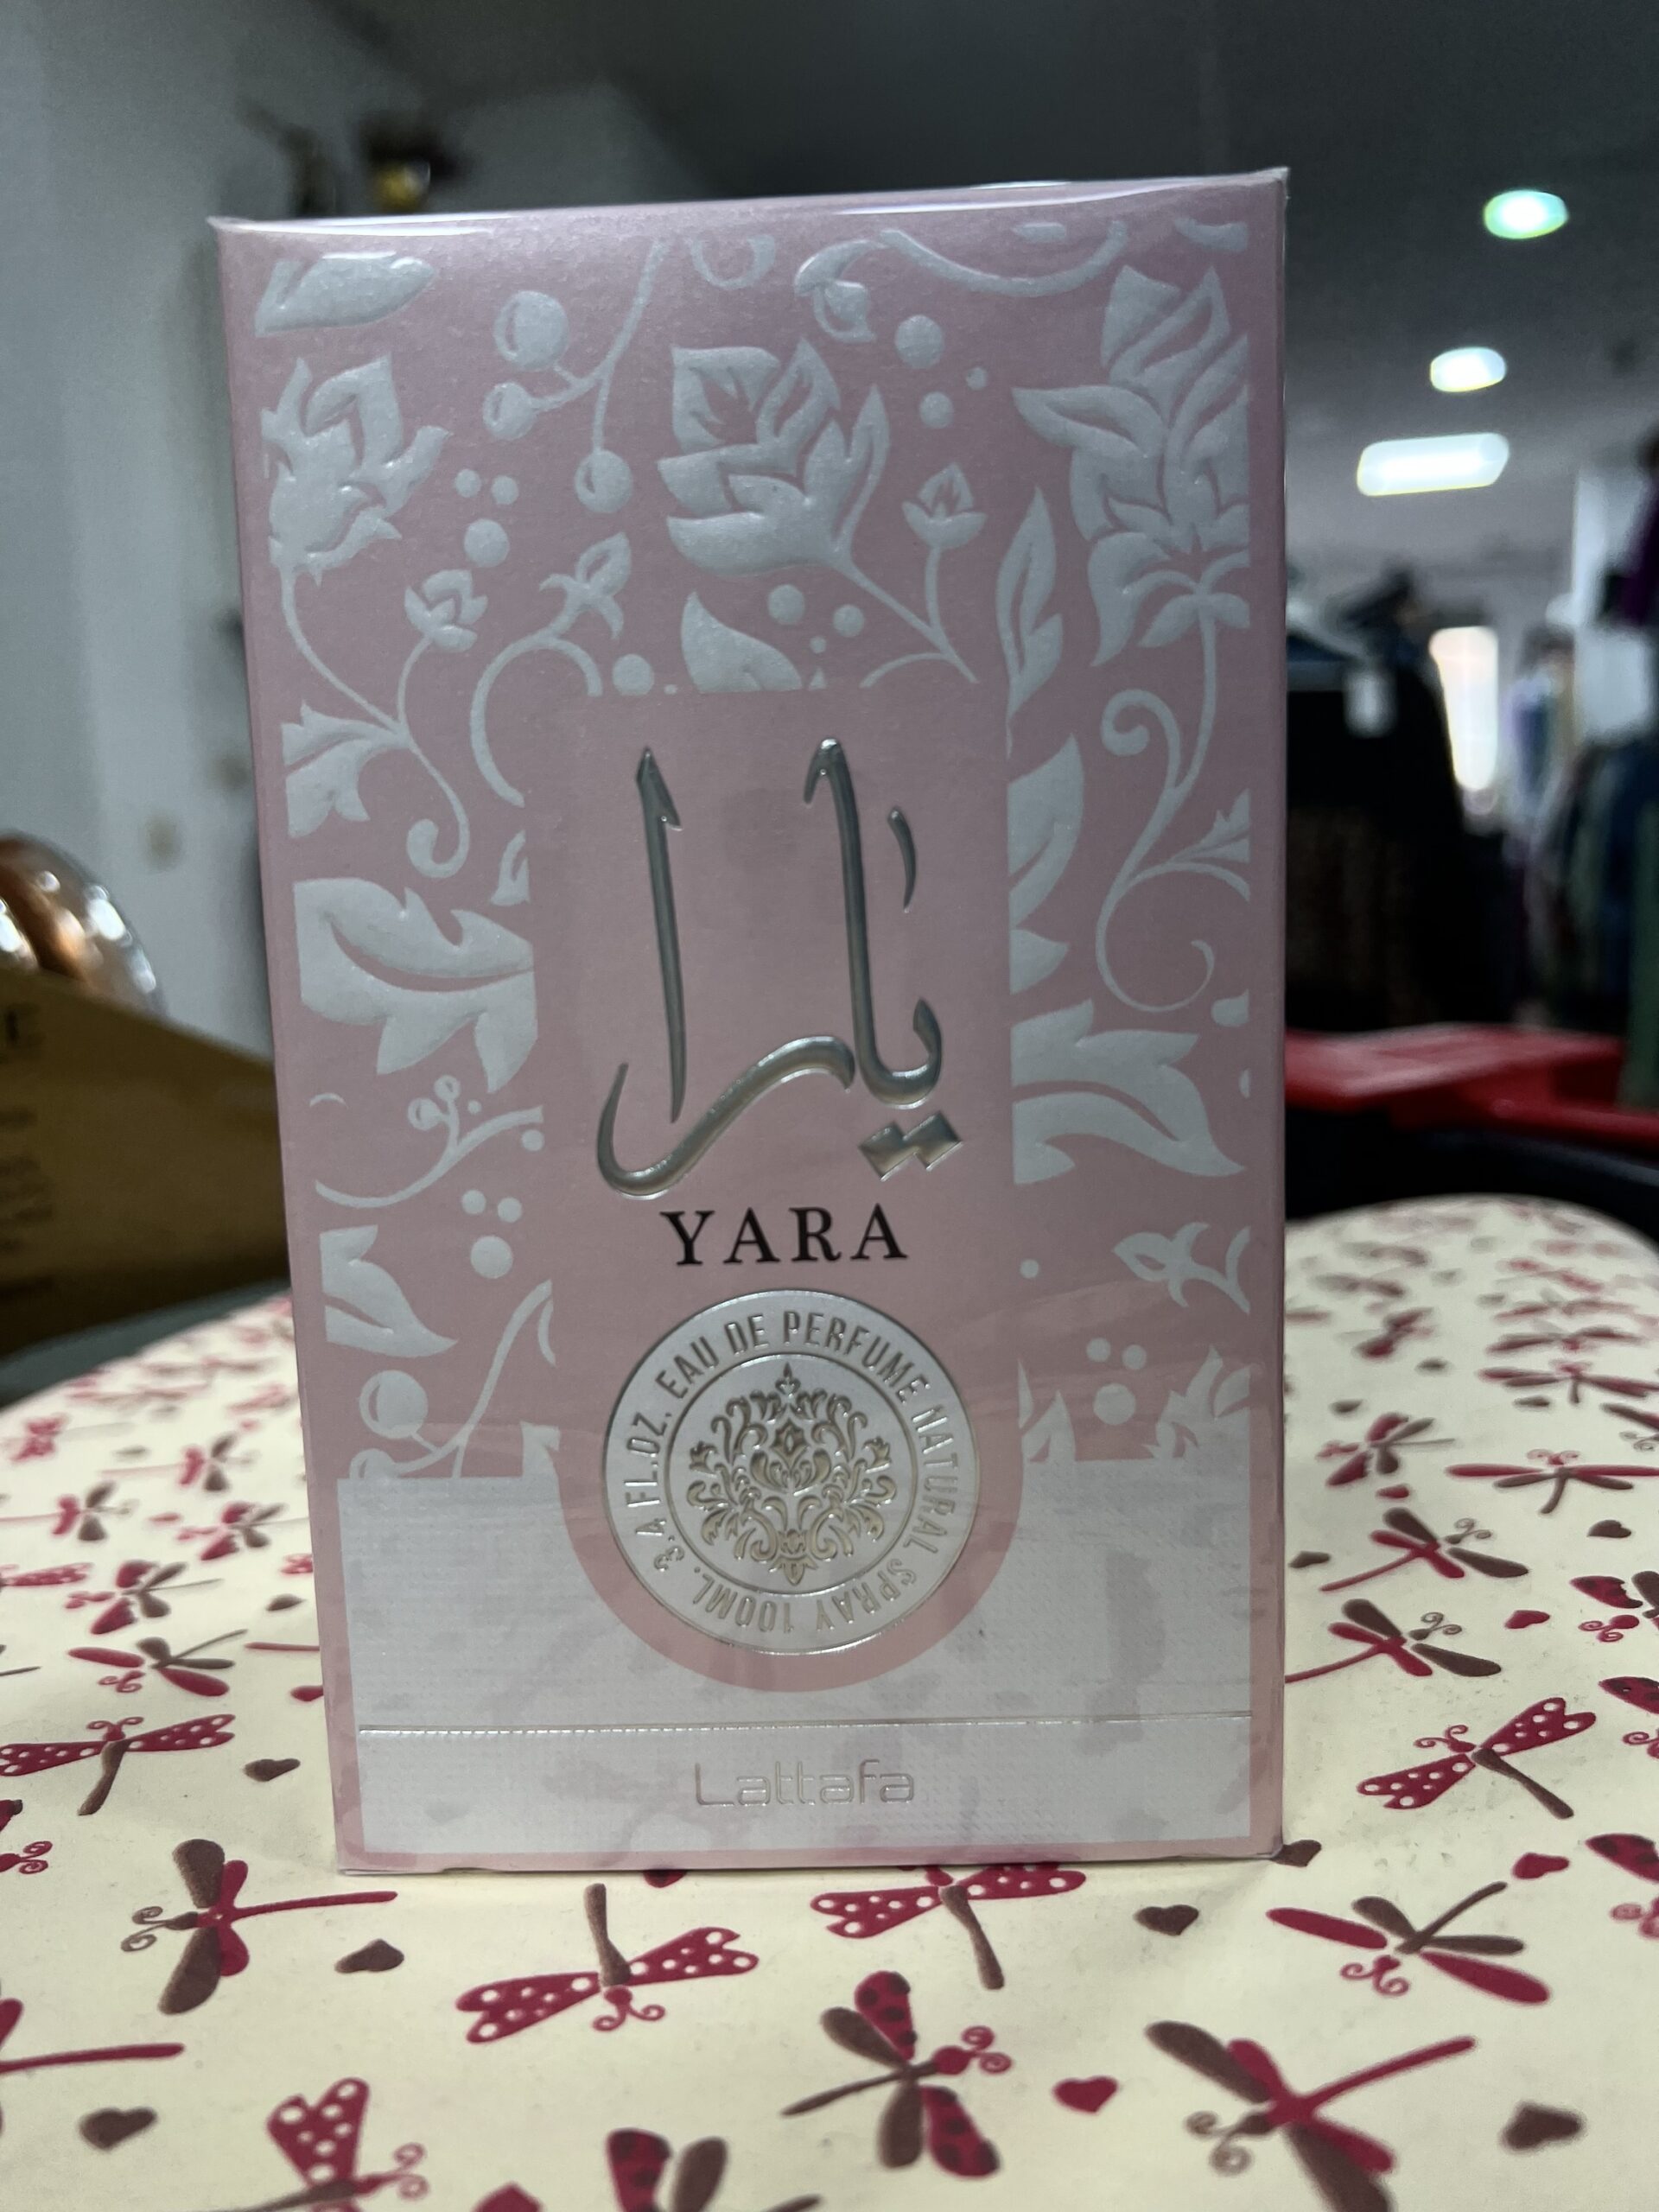 يارا
YARA
3.4 FL.OZ. EAU DE PERFUME NATURAL SPRAY 100ML.
Lattafa